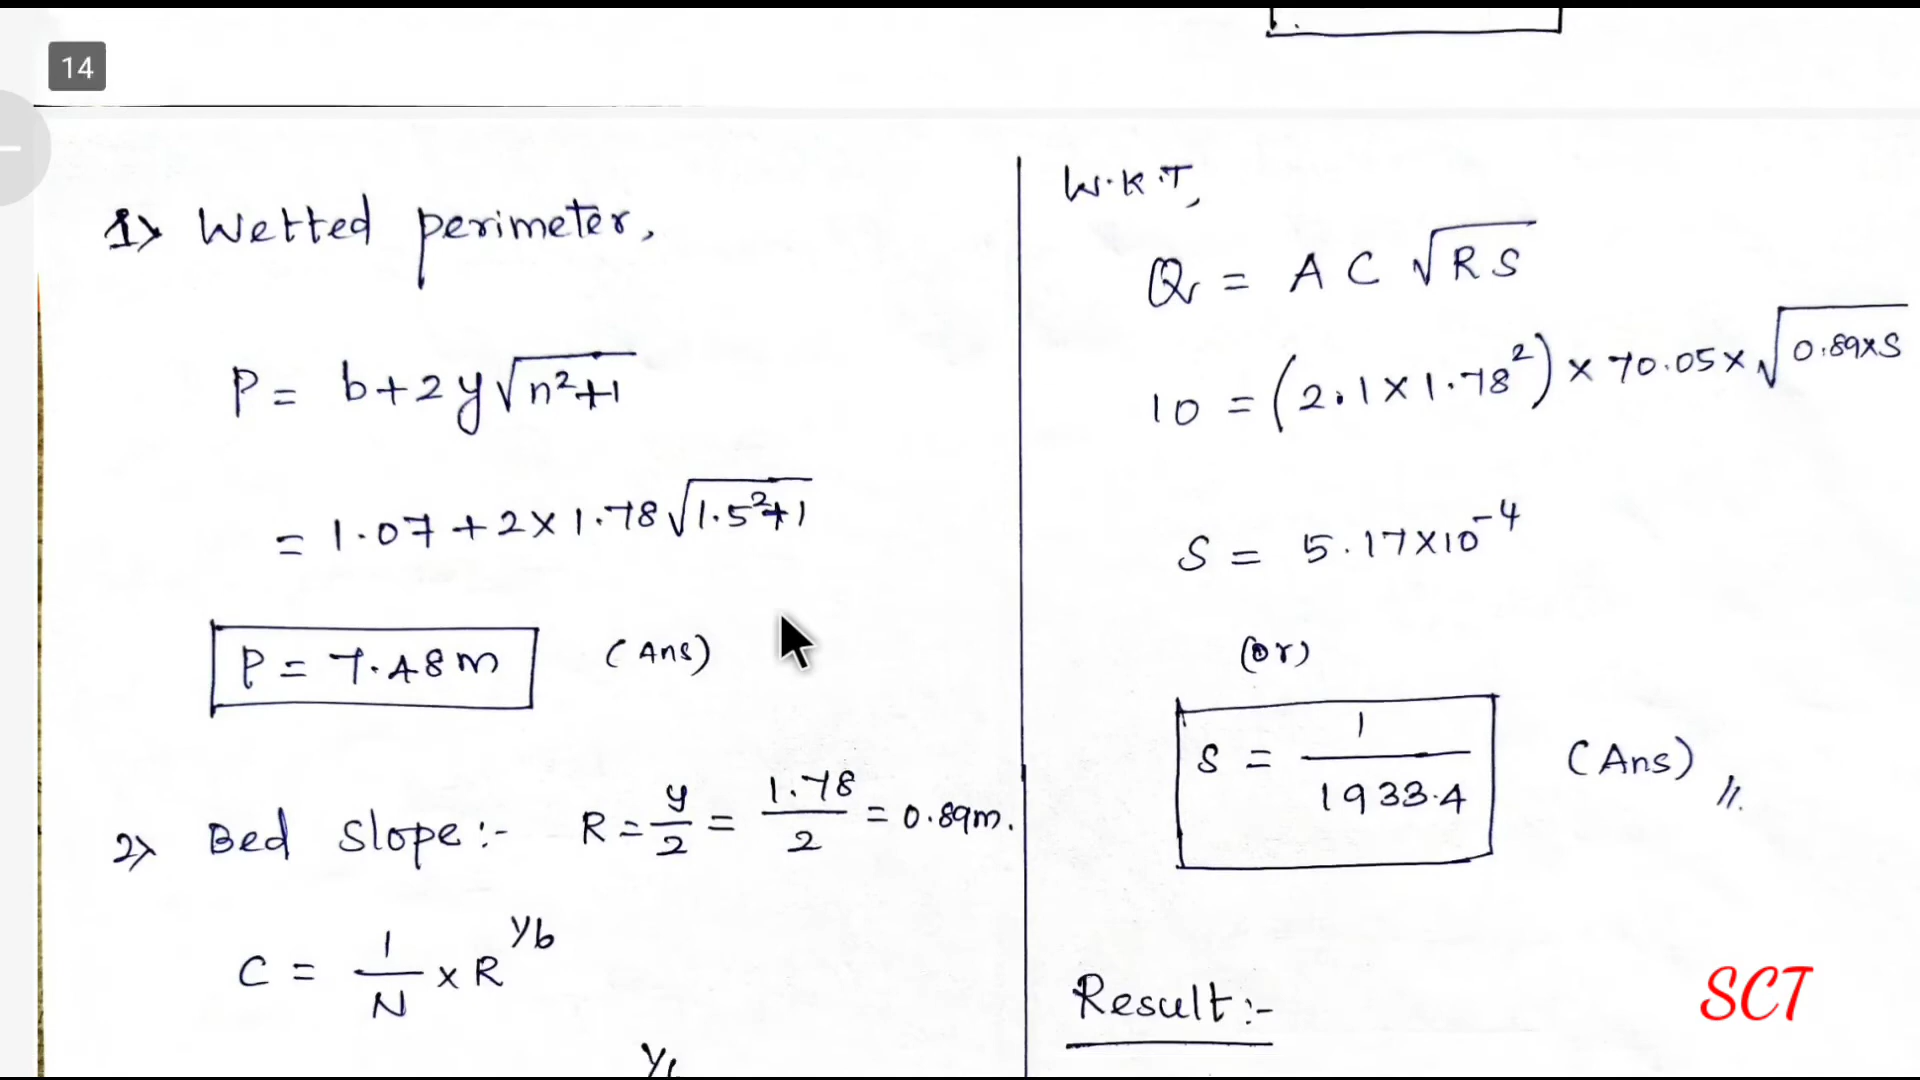 14
1) Wetted perimeter,
P = b+2y√n²+1
= 1.07 + 2 × 1.78 √1.5²+1
P = 7.48m (Ans)
2) Bed Slope:- R = y/2 = 1.78/2 = 0.89m.
C = 1/N × R^1/6
W.K.T,
Q = A C √RS
10 = (2.1 × 1.78²) × 70.05 × √0.89×S
S = 5.17×10⁻⁴
(or)
S = 1/1933.4 (Ans) //.
Result:-
SCT